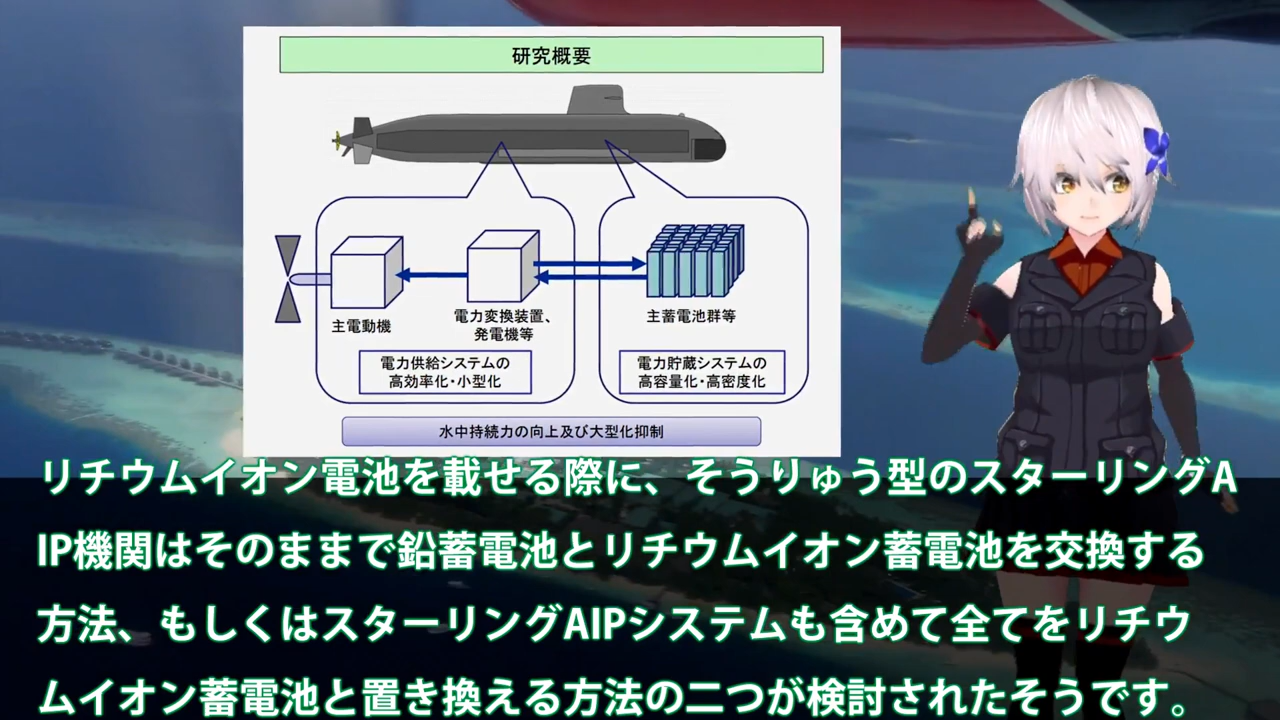 研究概要
主電動機
電力変換装置、
発電機等
主蓄電池群等
電力供給システムの
高効率化・小型化
電力貯蔵システムの
高容量化・高密度化
水中持続力の向上及び大型化抑制
リチウムイオン電池を載せる際に、そうりゅう型のスターリングA
IP機関はそのままで鉛蓄電池とリチウムイオン蓄電池を交換する
方法、もしくはスターリングAIPシステムも含めて全てをリチウ
ムイオン蓄電池と置き換える方法の二つが検討されたそうです。